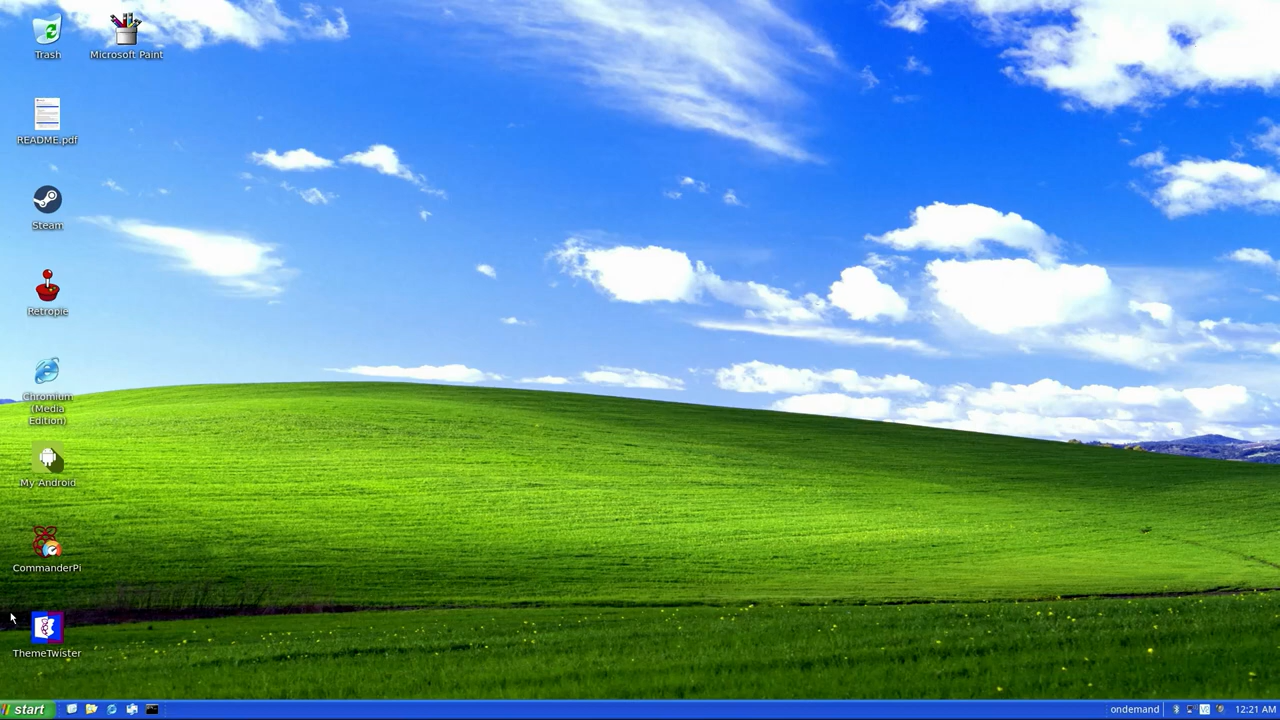 Trash
Microsoft Paint
README.pdf
Steam
Retropie
Chromium
(Media
Edition)
My Android
CommanderPi
ThemeTwister
start
ondemand
12:21 AM